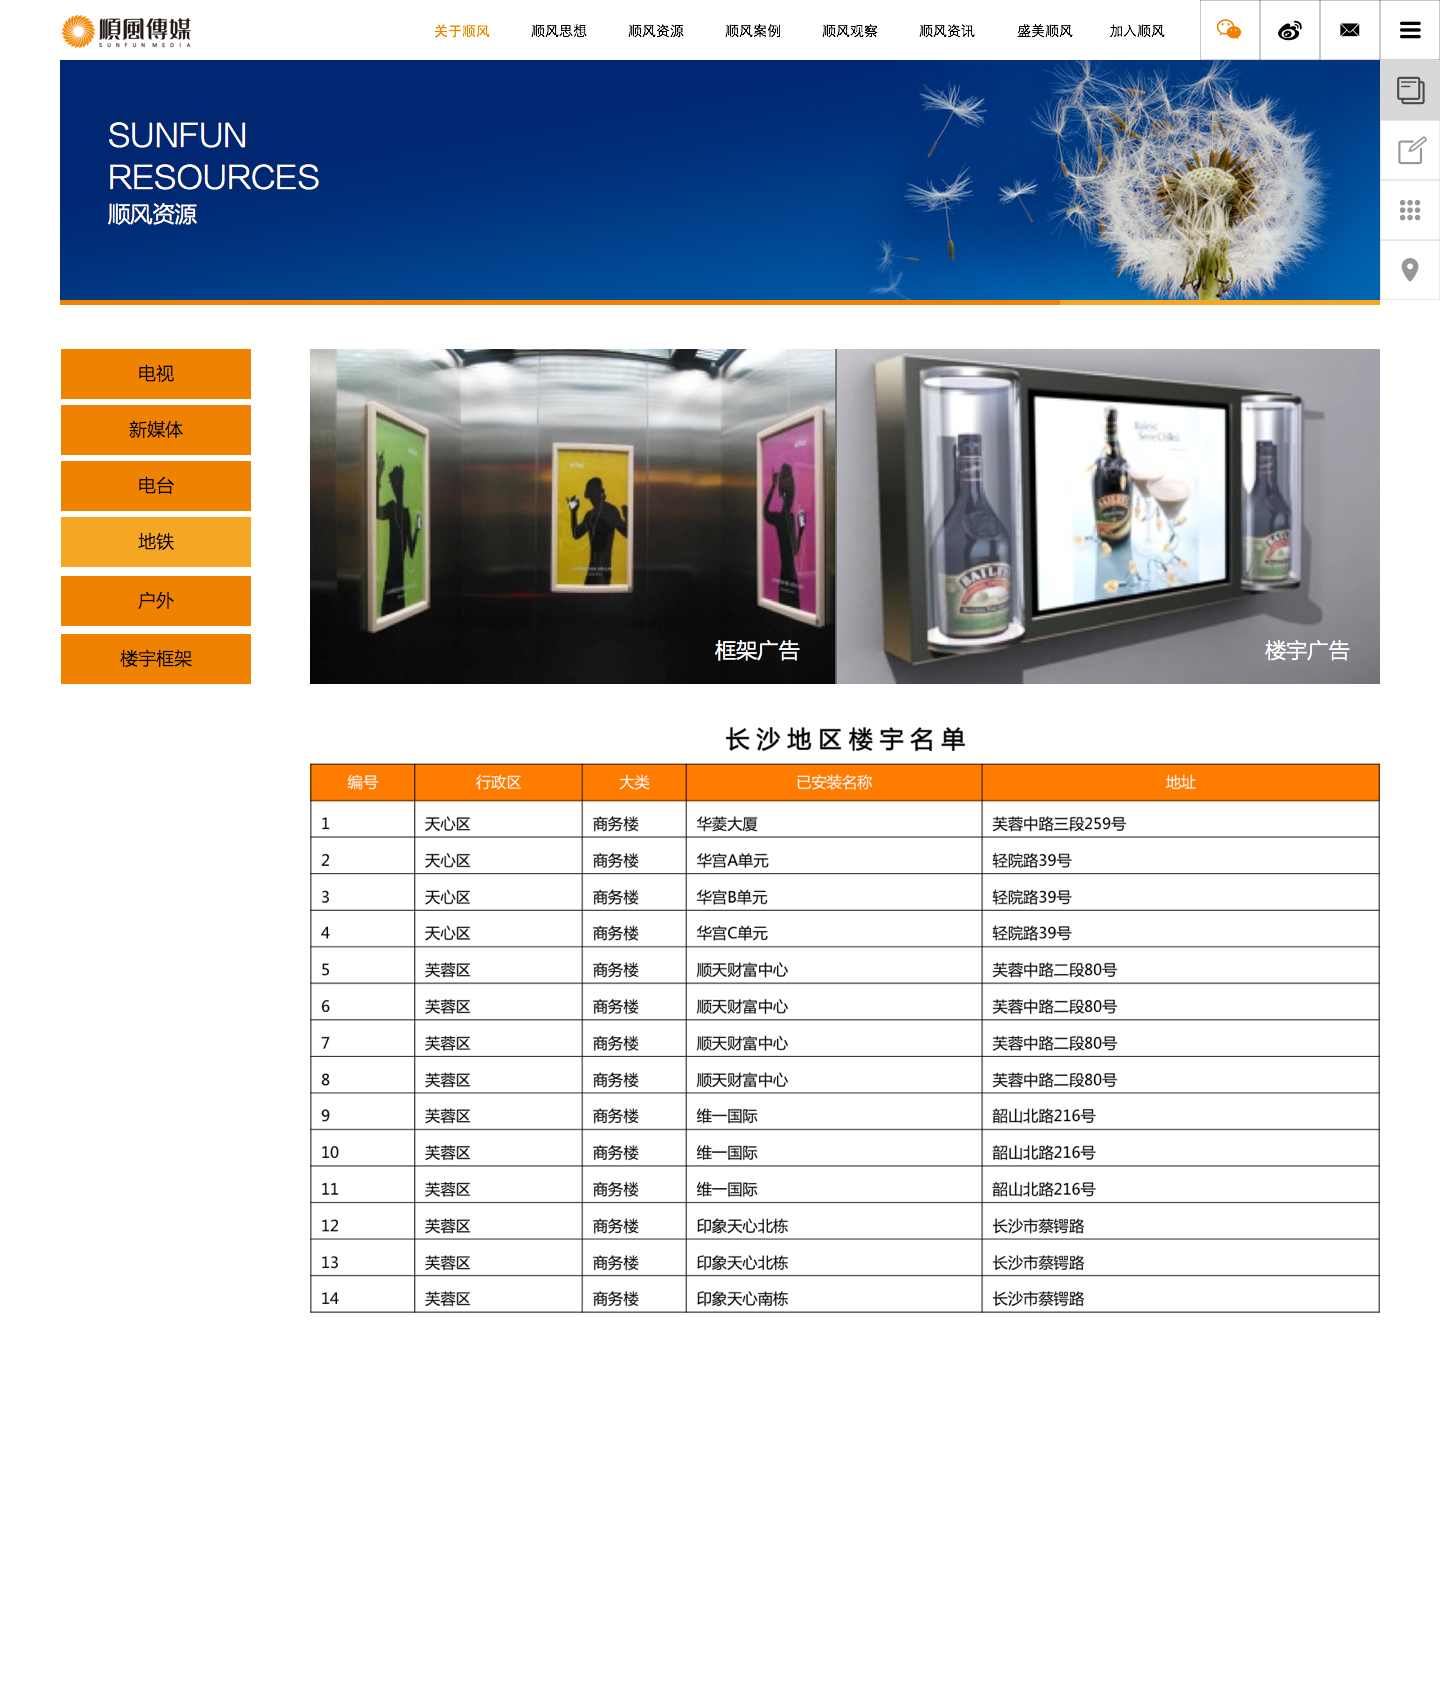 順風傳媒
SUNFUN MEDIA
关于顺风 顺风思想 顺风资源 顺风案例 顺风观察 顺风资讯 盛美顺风 加入顺风
SUNFUN
RESOURCES
顺风资源
电视
新媒体
电台
地铁
户外
楼宇框架
框架广告
楼宇广告
长沙地区楼宇名单
编号 行政区 大类 已安装名称 地址
1 天心区 商务楼 华菱大厦 芙蓉中路三段259号
2 天心区 商务楼 华宫A单元 轻院路39号
3 天心区 商务楼 华宫B单元 轻院路39号
4 天心区 商务楼 华宫C单元 轻院路39号
5 芙蓉区 商务楼 顺天财富中心 芙蓉中路二段80号
6 芙蓉区 商务楼 顺天财富中心 芙蓉中路二段80号
7 芙蓉区 商务楼 顺天财富中心 芙蓉中路二段80号
8 芙蓉区 商务楼 顺天财富中心 芙蓉中路二段80号
9 芙蓉区 商务楼 维一国际 韶山北路216号
10 芙蓉区 商务楼 维一国际 韶山北路216号
11 芙蓉区 商务楼 维一国际 韶山北路216号
12 芙蓉区 商务楼 印象天心北栋 长沙市蔡锷路
13 芙蓉区 商务楼 印象天心北栋 长沙市蔡锷路
14 芙蓉区 商务楼 印象天心南栋 长沙市蔡锷路